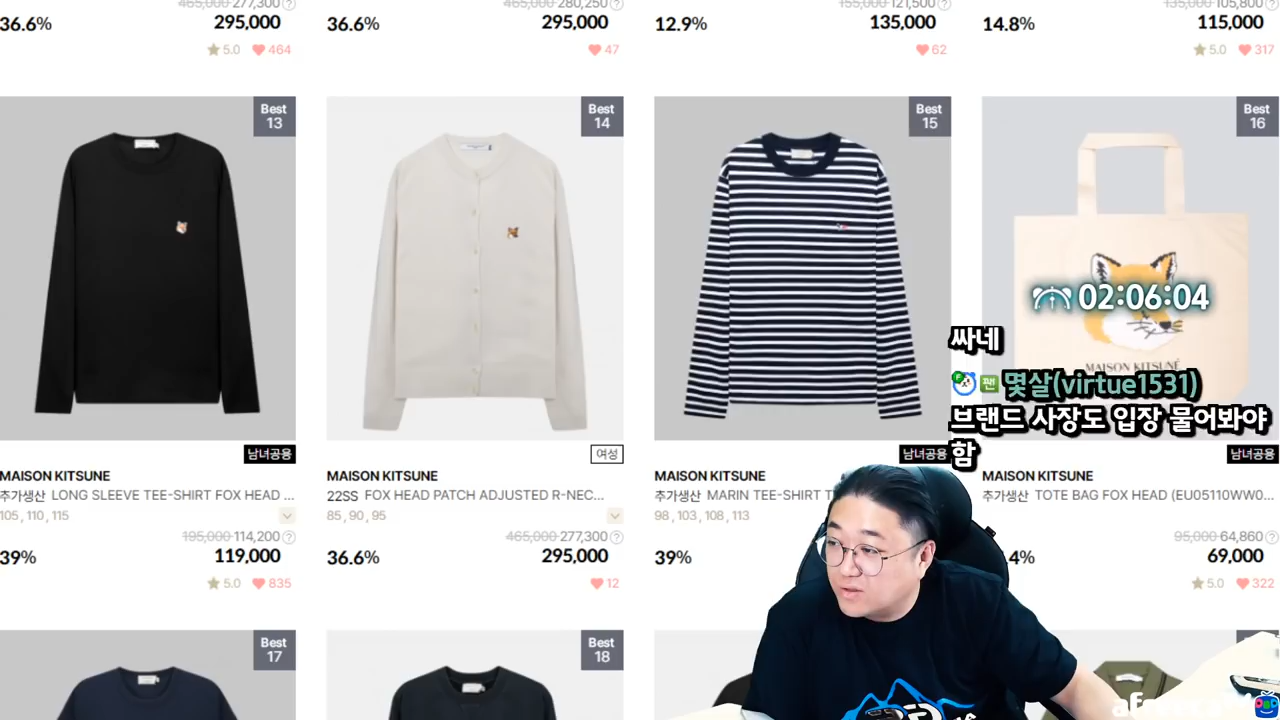 465,000 277,300 ?
36.6% 295,000
5.0 464
465,000 280,250 ?
36.6% 295,000
47
155,000 121,500 ?
12.9% 135,000
62
135,000 105,800 ?
14.8% 115,000
5.0 317
Best
13
남녀공용
MAISON KITSUNE
추가생산 LONG SLEEVE TEE-SHIRT FOX HEAD ...
105, 110, 115
195,000 114,200 ?
39% 119,000
5.0 835
Best
14
여성
MAISON KITSUNE
22SS FOX HEAD PATCH ADJUSTED R-NEC...
85, 90, 95
465,000 277,300 ?
36.6% 295,000
12
Best
15
남녀공용
MAISON KITSUNE
추가생산 MARIN TEE-SHIRT
98, 103, 108, 113
39%
Best
16
MAISON KITSUNÉ
남녀공용
MAISON KITSUNE
추가생산 TOTE BAG FOX HEAD (EU05110WW0...
95,000 64,860 ?
4% 69,000
5.0 322
02:06:04
싸네
F 팬 몇살(virtue1531)
브랜드 사장도 입장 물어봐야
함
Best
17
Best
18